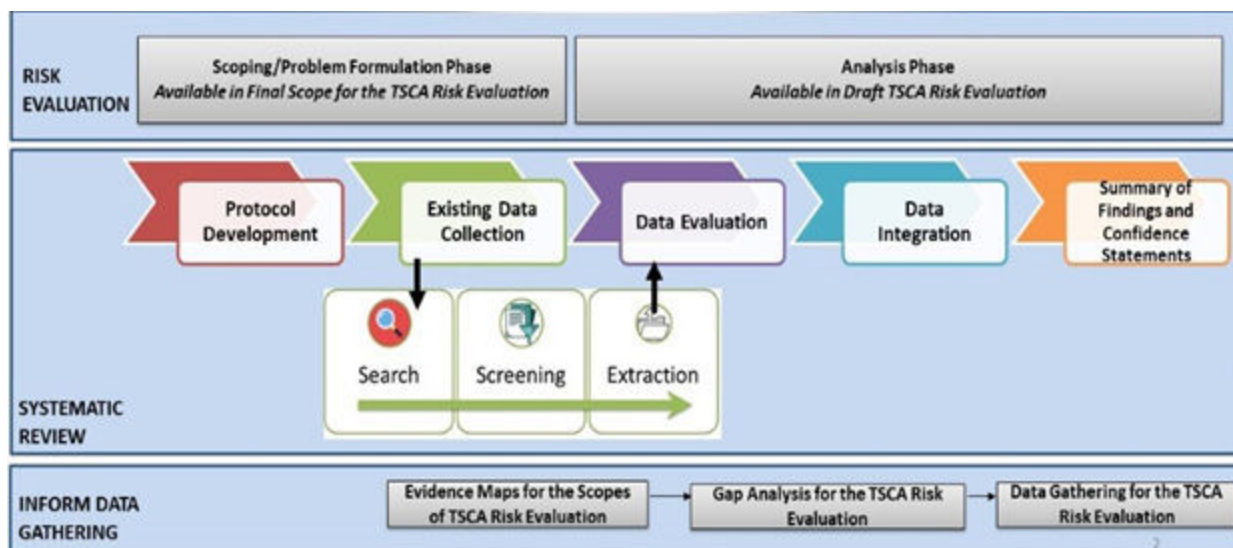 RISK
EVALUATION
Scoping/Problem Formulation Phase
Available in Final Scope for the TSCA Risk Evaluation
Analysis Phase
Available in Draft TSCA Risk Evaluation
Protocol
Development
Existing Data
Collection
Data Evaluation
Data
Integration
Summary of
Findings and
Confidence
Statements
Search
Screening
Extraction
SYSTEMATIC
REVIEW
INFORM DATA
GATHERING
Evidence Maps for the Scopes
of TSCA Risk Evaluation
Gap Analysis for the TSCA Risk
Evaluation
Data Gathering for the TSCA
Risk Evaluation
2